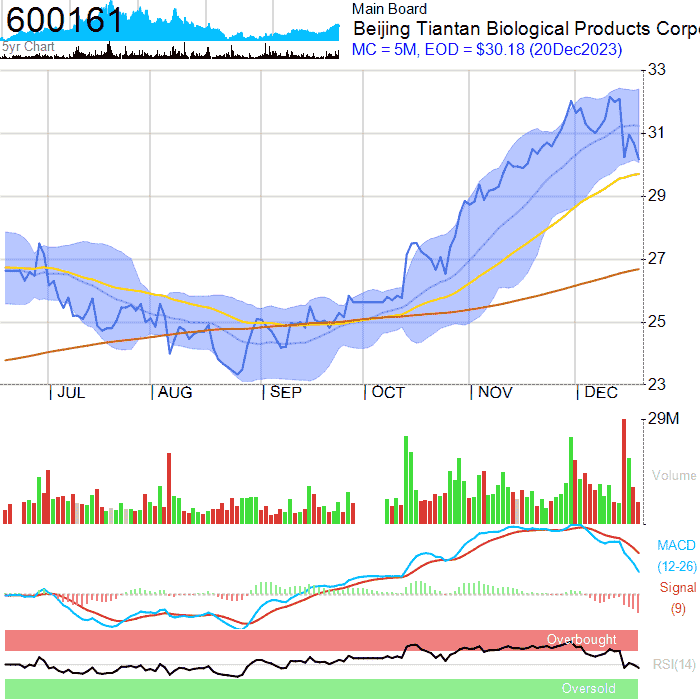 600161
5yr Chart
Main Board
Beijing Tiantan Biological Products Corpo
MC = 5M, EOD = $30.18 (20Dec2023)
33
31
29
27
25
23
JUL AUG SEP OCT NOV DEC
29M
Volume
MACD
(12-26)
Signal
(9)
Overbought
RSI(14)
Oversold